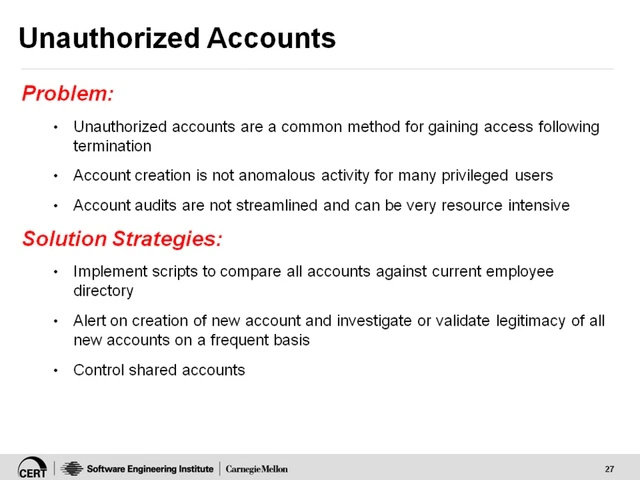 Unauthorized Accounts
Problem:
• Unauthorized accounts are a common method for gaining access following
termination
• Account creation is not anomalous activity for many privileged users
• Account audits are not streamlined and can be very resource intensive
Solution Strategies:
• Implement scripts to compare all accounts against current employee
directory
• Alert on creation of new account and investigate or validate legitimacy of all
new accounts on a frequent basis
• Control shared accounts
CERT | Software Engineering Institute | CarnegieMellon
27